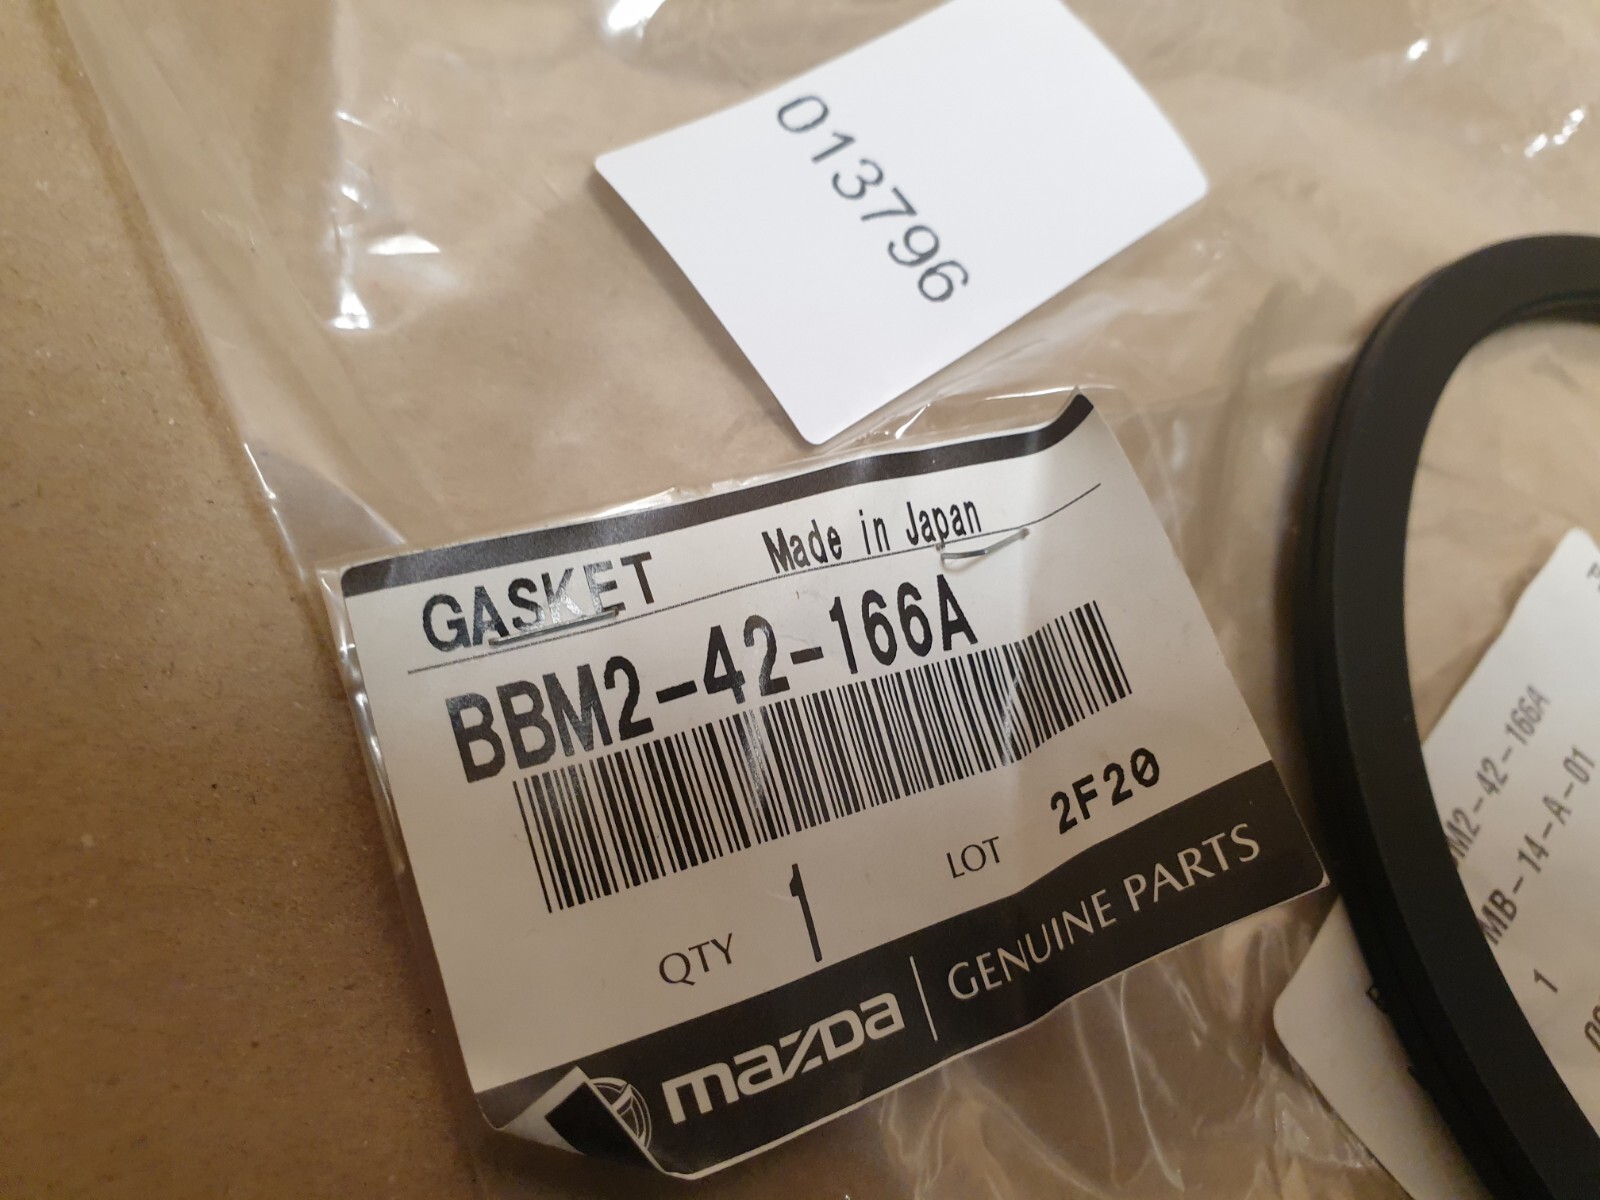 013796
GASKET Made in Japan
BBM2-42-166A
QTY 1 LOT 2F20
mazda GENUINE PARTS
M2-42-166A
MB-14-A-01
1